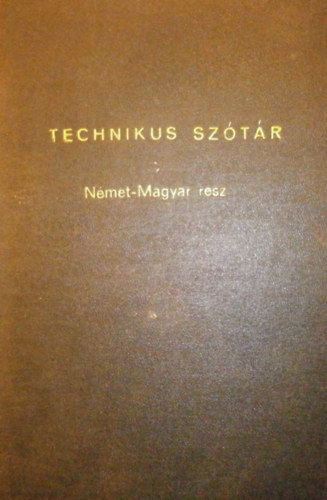 TECHNIKUS SZÓTÁR
Német-Magyar rész